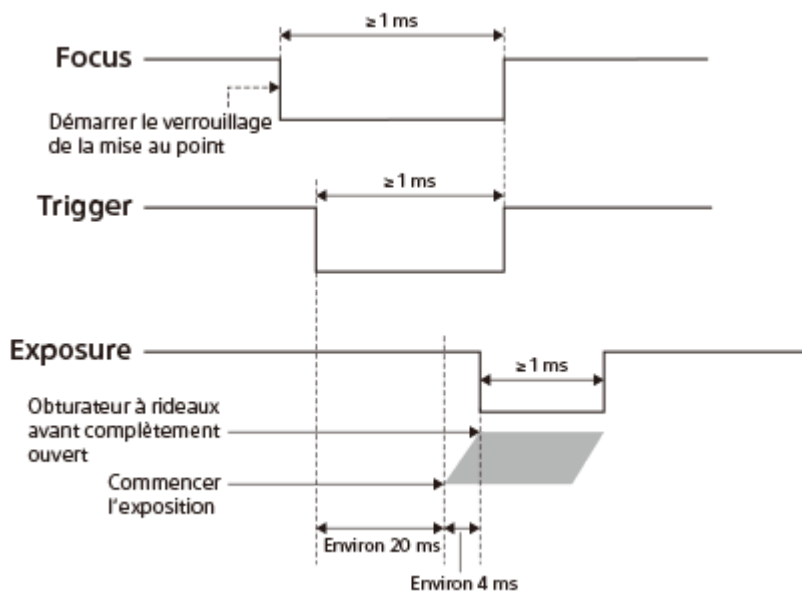 ≥ 1 ms
Focus
Démarrer le verrouillage
de la mise au point
≥ 1 ms
Trigger
Exposure
≥ 1 ms
Obturateur à rideaux
avant complètement
ouvert
Commencer
l'exposition
Environ 20 ms
Environ 4 ms